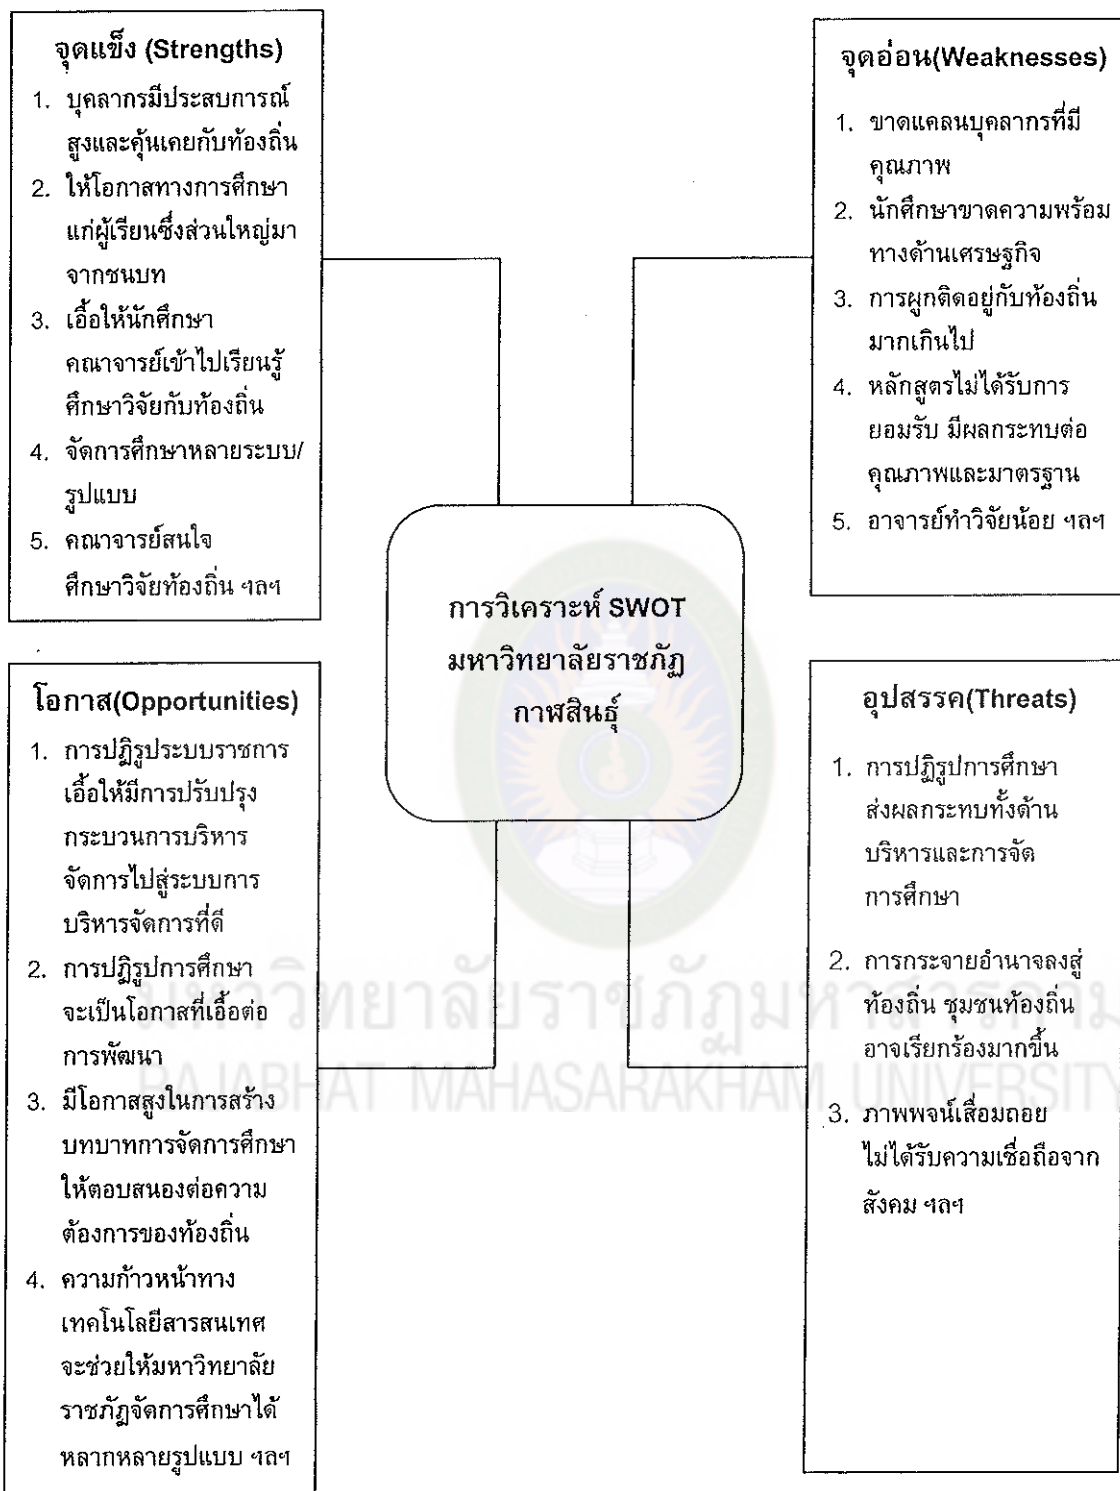 จุดแข็ง (Strengths)
1. บุคลากรมีประสบการณ์
สูงและคุ้นเคยกับท้องถิ่น
2. ให้โอกาสทางการศึกษา
แก่ผู้เรียนซึ่งส่วนใหญ่มา
จากชนบท
3. เอื้อให้นักศึกษา
คณาจารย์เข้าไปเรียนรู้
ศึกษาวิจัยกับท้องถิ่น
4. จัดการศึกษาหลายระบบ/
รูปแบบ
5. คณาจารย์สนใจ
ศึกษาวิจัยท้องถิ่น ฯลฯ
จุดอ่อน(Weaknesses)
1. ขาดแคลนบุคลากรที่มี
คุณภาพ
2. นักศึกษาขาดความพร้อม
ทางด้านเศรษฐกิจ
3. การผูกติดอยู่กับท้องถิ่น
มากเกินไป
4. หลักสูตรไม่ได้รับการ
ยอมรับ มีผลกระทบต่อ
คุณภาพและมาตรฐาน
5. อาจารย์ทำวิจัยน้อย ฯลฯ
การวิเคราะห์ SWOT
มหาวิทยาลัยราชภัฏ
กาฬสินธุ์
โอกาส(Opportunities)
1. การปฏิรูประบบราชการ
เอื้อให้มีการปรับปรุง
กระบวนการบริหาร
จัดการไปสู่ระบบการ
บริหารจัดการที่ดี
2. การปฏิรูปการศึกษา
จะเป็นโอกาสที่เอื้อต่อ
การพัฒนา
3. มีโอกาสสูงในการสร้าง
บทบาทการจัดการศึกษา
ให้ตอบสนองต่อความ
ต้องการของท้องถิ่น
4. ความก้าวหน้าทาง
เทคโนโลยีสารสนเทศ
จะช่วยให้มหาวิทยาลัย
ราชภัฏจัดการศึกษาได้
หลากหลายรูปแบบ ฯลฯ
อุปสรรค(Threats)
1. การปฏิรูปการศึกษา
ส่งผลกระทบทั้งด้าน
บริหารและการจัด
การศึกษา
2. การกระจายอำนาจลงสู่
ท้องถิ่น ชุมชนท้องถิ่น
อาจเรียกร้องมากขึ้น
3. ภาพพจน์เสื่อมถอย
ไม่ได้รับความเชื่อถือจาก
สังคม ฯลฯ
มหาวิทยาลัยราชภัฏมหาสารคาม
RAJABHAT MAHASARAKHAM UNIVERSITY